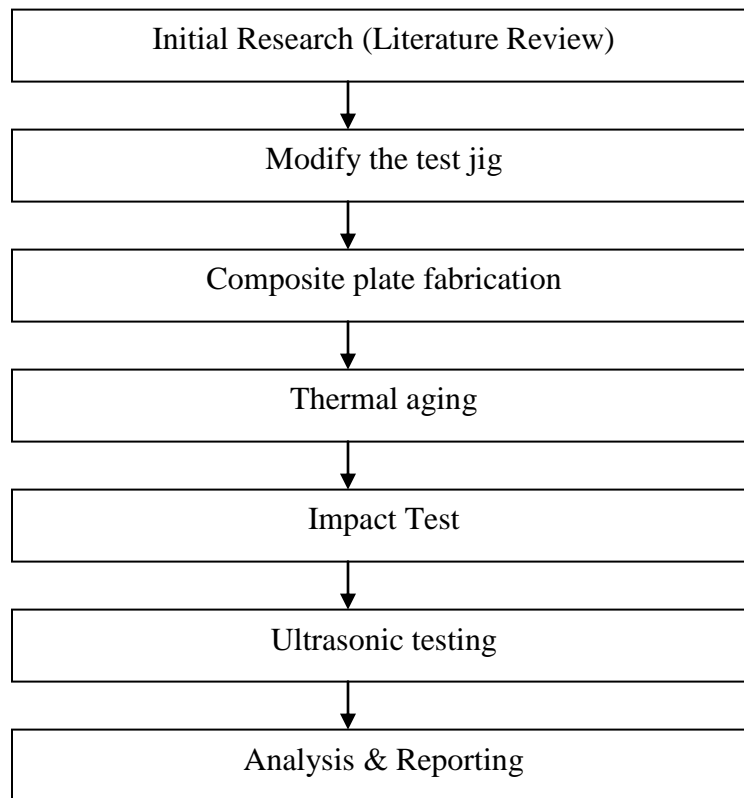 Initial Research (Literature Review)
Modify the test jig
Composite plate fabrication
Thermal aging
Impact Test
Ultrasonic testing
Analysis & Reporting